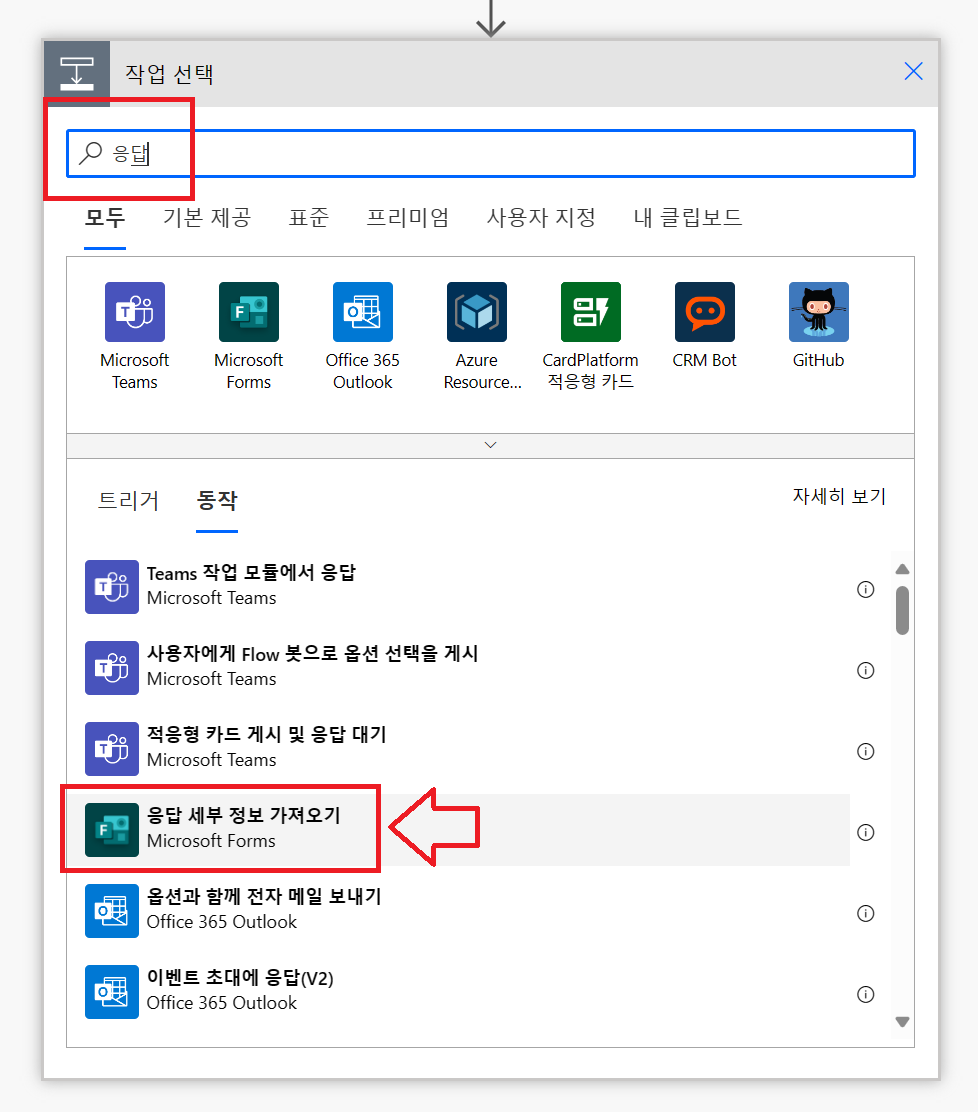 작업 선택
응답
모두 기본 제공 표준 프리미엄 사용자 지정 내 클립보드
Microsoft Teams
Microsoft Forms
Office 365 Outlook
Azure Resource...
CardPlatform 적응형 카드
CRM Bot
GitHub
트리거 동작 자세히 보기
Teams 작업 모듈에서 응답
Microsoft Teams
사용자에게 Flow 봇으로 옵션 선택을 게시
Microsoft Teams
적응형 카드 게시 및 응답 대기
Microsoft Teams
응답 세부 정보 가져오기
Microsoft Forms
옵션과 함께 전자 메일 보내기
Office 365 Outlook
이벤트 초대에 응답(V2)
Office 365 Outlook